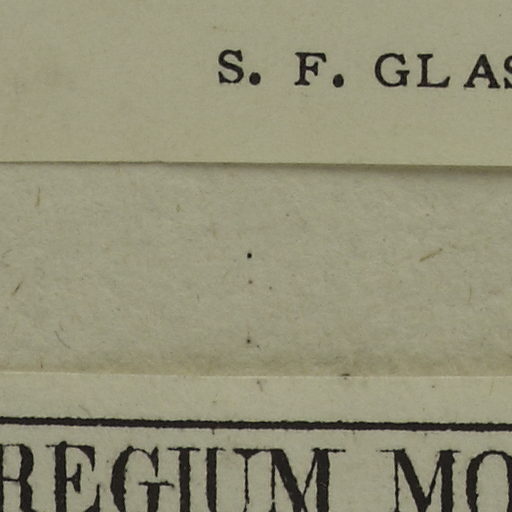 S. F. GLAS
REGIUM MO